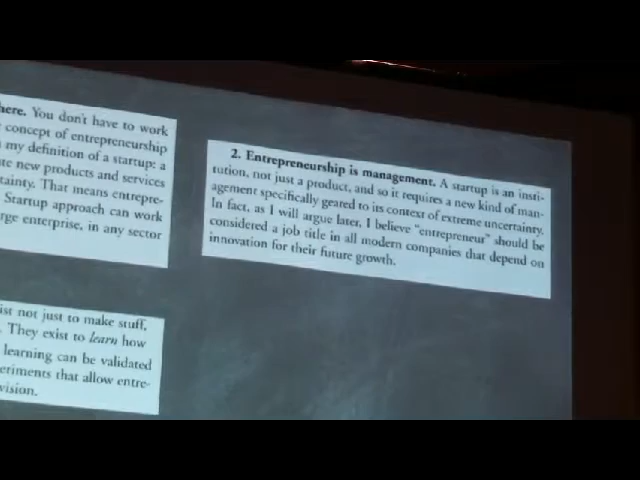 here. You don't have to work
concept of entrepreneurship
my definition of a startup: a
te new products and services
tainty. That means entrepre-
Startup approach can work
rge enterprise, in any sector
2. Entrepreneurship is management. A startup is an insti-
tution, not just a product, and so it requires a new kind of man-
agement specifically geared to its context of extreme uncertainty.
In fact, as I will argue later, I believe "entrepreneur" should be
considered a job title in all modern companies that depend on
innovation for their future growth.
ist not just to make stuff,
. They exist to learn how
learning can be validated
eriments that allow entre-
vision.